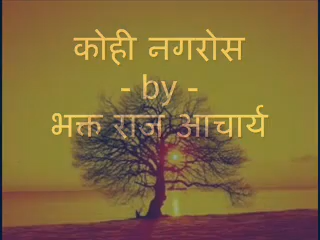 कोही नगरोस
- by -
भक्त राज आचार्य